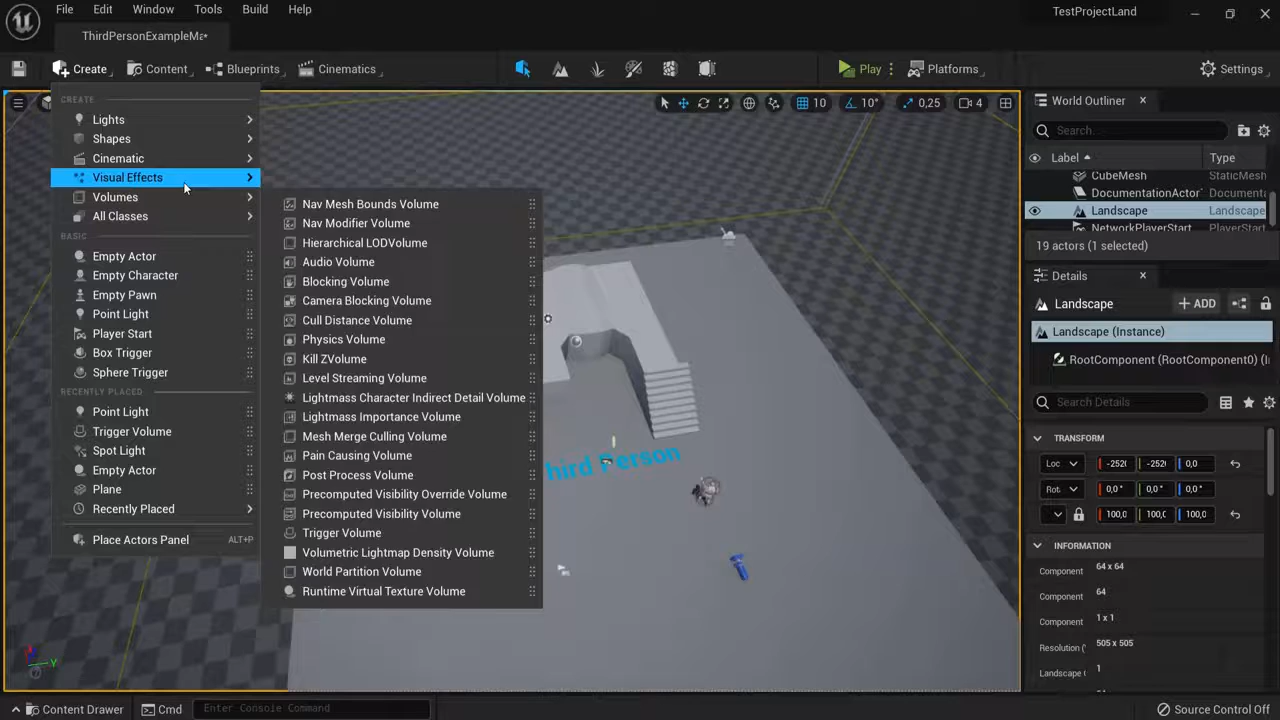 File Edit Window Tools Build Help
TestProjectLand
ThirdPersonExampleMa*
Create Content Blueprints Cinematics Play Platforms Settings
10 10° 0,25 4
CREATE
Lights
Shapes
Cinematic
Visual Effects
Volumes
All Classes
BASIC
Empty Actor
Empty Character
Empty Pawn
Point Light
Player Start
Box Trigger
Sphere Trigger
RECENTLY PLACED
Point Light
Trigger Volume
Spot Light
Empty Actor
Plane
Recently Placed
Place Actors Panel ALT+P
Nav Mesh Bounds Volume
Nav Modifier Volume
Hierarchical LODVolume
Audio Volume
Blocking Volume
Camera Blocking Volume
Cull Distance Volume
Physics Volume
Kill ZVolume
Level Streaming Volume
Lightmass Character Indirect Detail Volume
Lightmass Importance Volume
Mesh Merge Culling Volume
Pain Causing Volume
Post Process Volume
Precomputed Visibility Override Volume
Precomputed Visibility Volume
Trigger Volume
Volumetric Lightmap Density Volume
World Partition Volume
Runtime Virtual Texture Volume
hird Person
Y
World Outliner
Search...
Label Type
CubeMesh StaticMesh
DocumentationActor Documenta
Landscape Landscape
NetworkPlayerStart PlayerStart
19 actors (1 selected)
Details
Landscape ADD
Landscape (Instance)
RootComponent (RootComponent0) (I
Search Details
TRANSFORM
Loc -252( -252( 0,0
Rot 0,0° 0,0° 0,0°
100,( 100,( 100,0
INFORMATION
Component 64 x 64
Component 64
Component 1 x 1
Resolution ( 505 x 505
Landscape 1
Content Drawer Cmd Enter Console Command Source Control Off